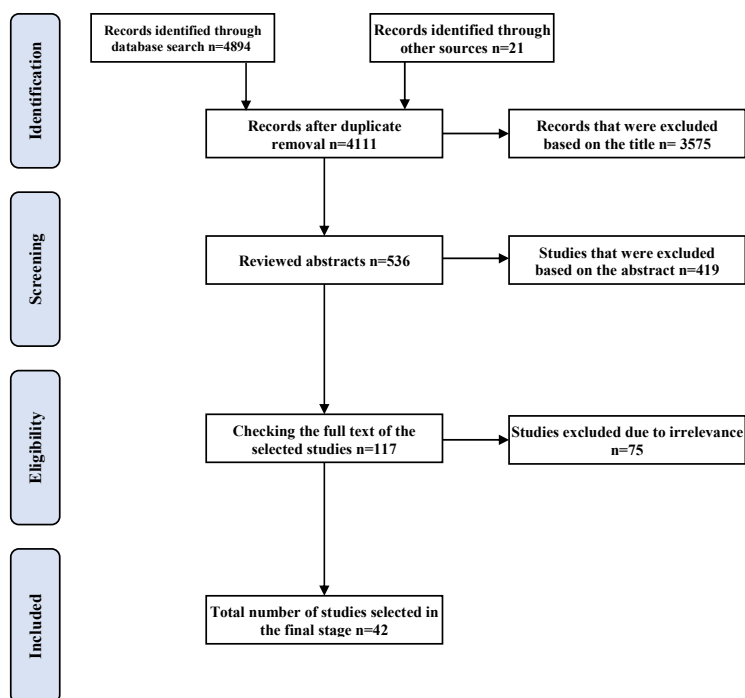 Identification
Records identified through
database search n=4894
Records identified through
other sources n=21
Records after duplicate
removal n=4111
Records that were excluded
based on the title n= 3575
Screening
Reviewed abstracts n=536
Studies that were excluded
based on the abstract n=419
Eligibility
Checking the full text of the
selected studies n=117
Studies excluded due to irrelevance
n=75
Included
Total number of studies selected in
the final stage n=42